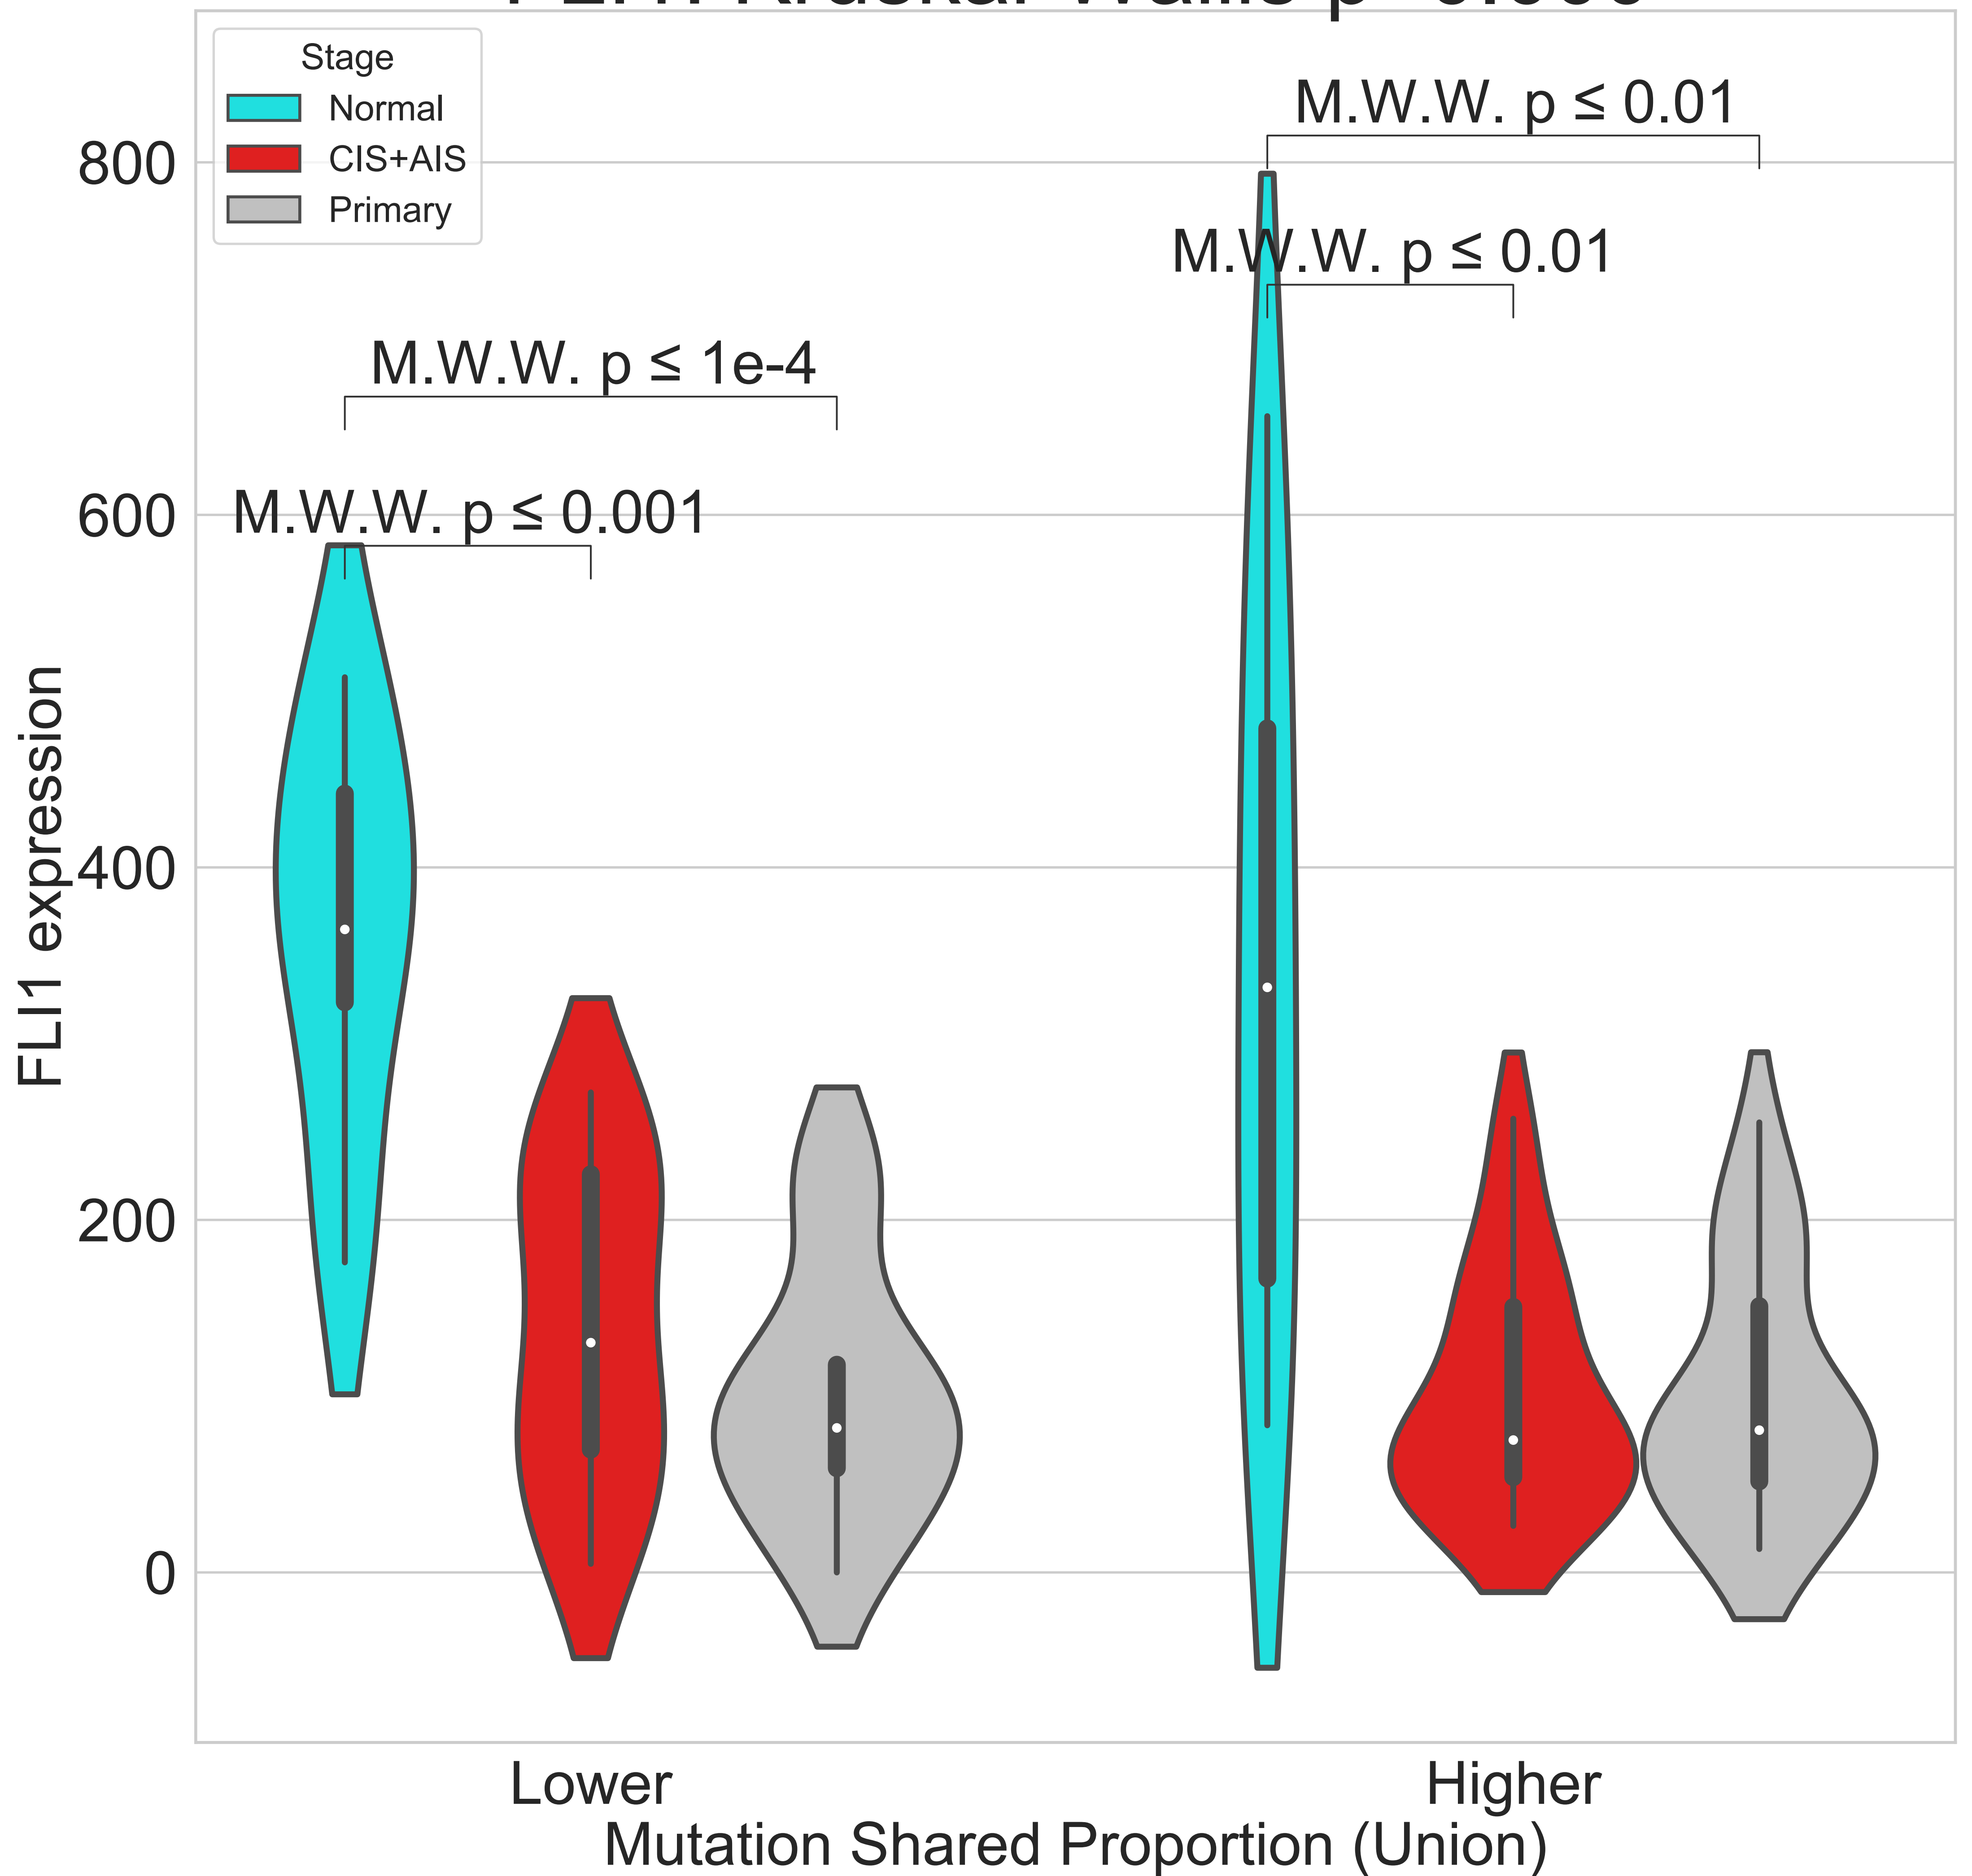 Stage
Normal
CIS+AIS
Primary
M.W.W. p ≤ 0.01
M.W.W. p ≤ 0.01
M.W.W. p ≤ 1e-4
M.W.W. p ≤ 0.001
800
600
400
200
0
FLI1 expression
Lower
Higher
Mutation Shared Proportion (Union)